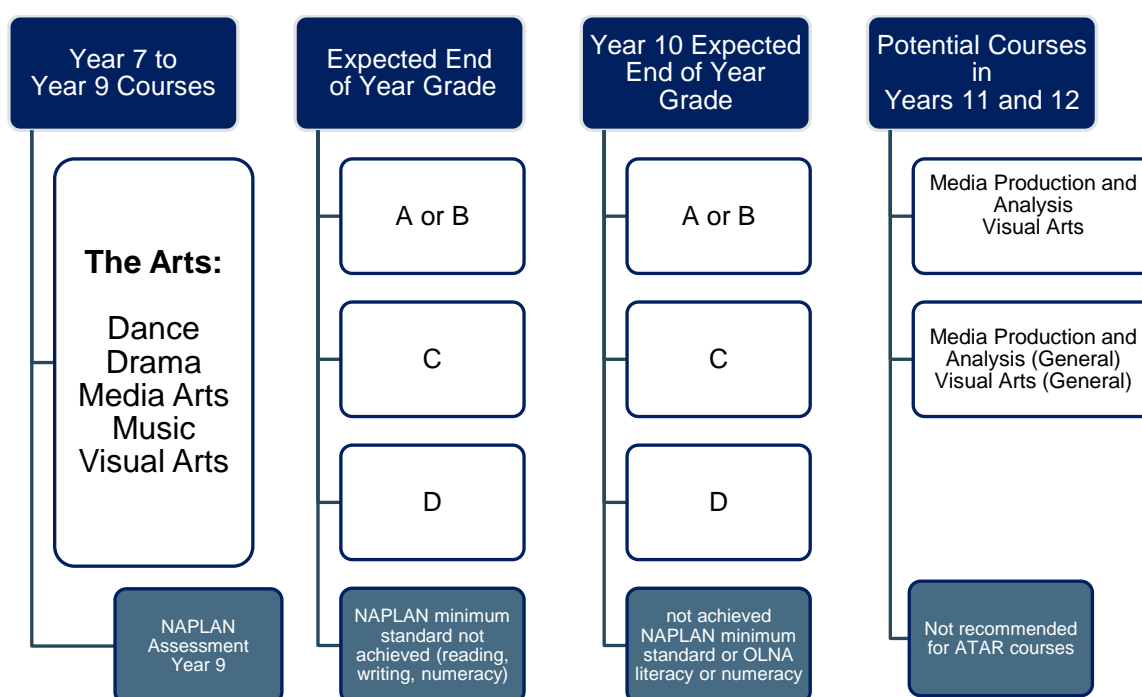 Year 7 to
Year 9 Courses
The Arts:
Dance
Drama
Media Arts
Music
Visual Arts
NAPLAN
Assessment
Year 9
Expected End
of Year Grade
A or B
C
D
NAPLAN minimum
standard not
achieved (reading,
writing, numeracy)
Year 10 Expected
End of Year
Grade
A or B
C
D
not achieved
NAPLAN minimum
standard or OLNA
literacy or numeracy
Potential Courses
in
Years 11 and 12
Media Production and
Analysis
Visual Arts
Media Production and
Analysis (General)
Visual Arts (General)
Not recommended
for ATAR courses